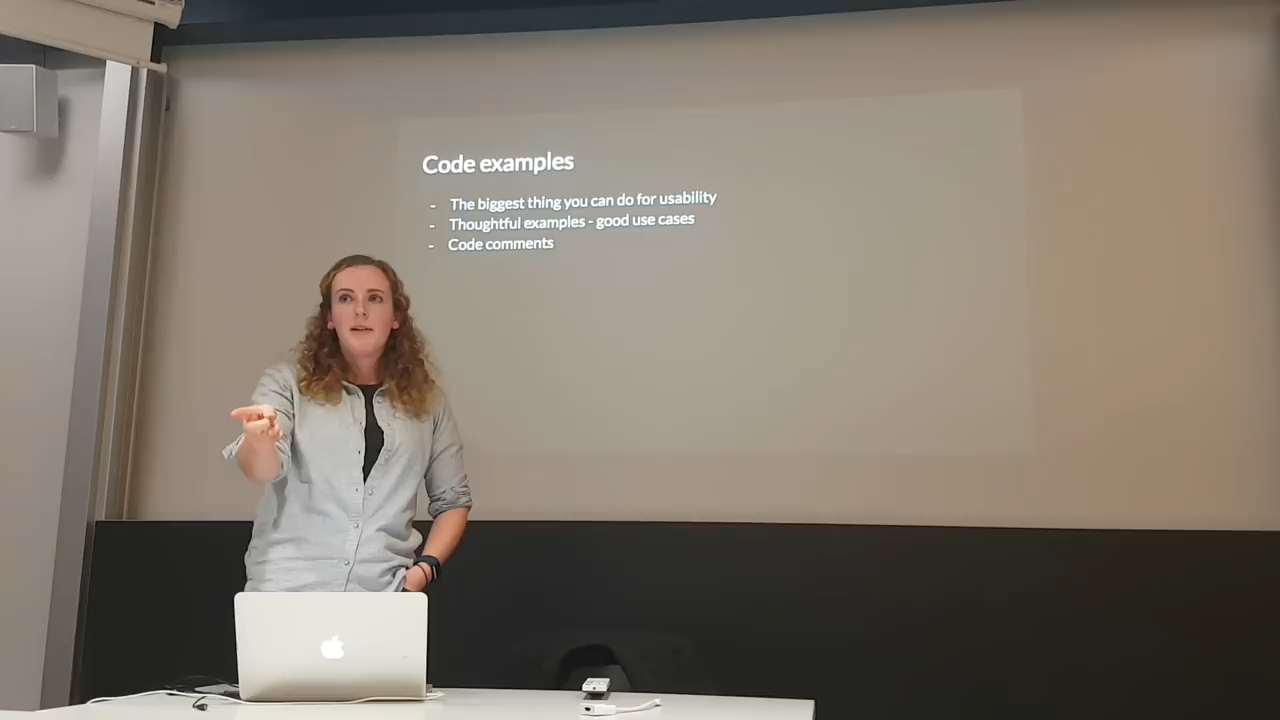 Code examples
- The biggest thing you can do for usability
- Thoughtful examples - good use cases
- Code comments